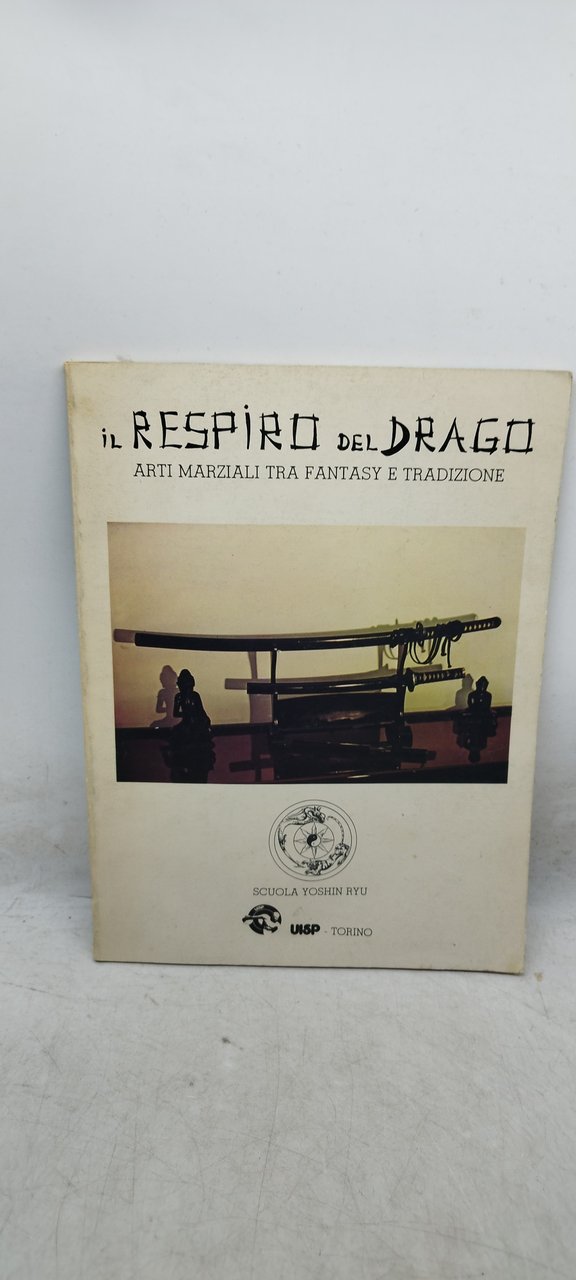 iL RESPiRO DEL DRAGO
ARTI MARZIALI TRA FANTASY E TRADIZIONE
SCUOLA YOSHIN RYU
UISP - TORINO